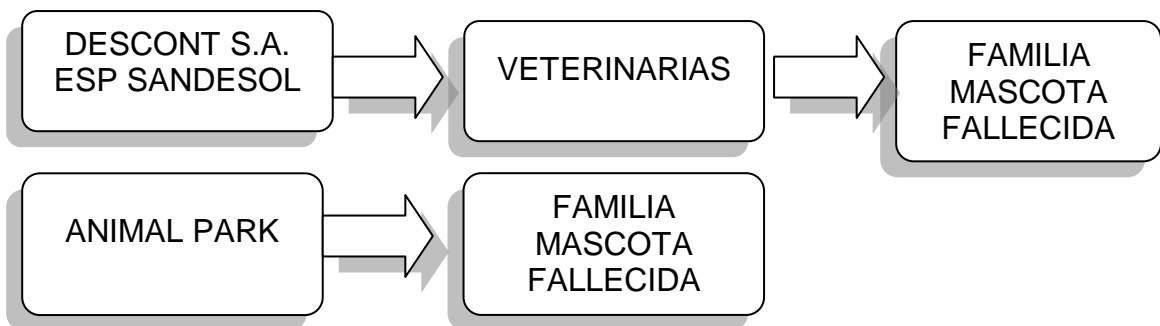 DESCONT S.A.
ESP SANDESOL
VETERINARIAS
FAMILIA
MASCOTA
FALLECIDA
ANIMAL PARK
FAMILIA
MASCOTA
FALLECIDA